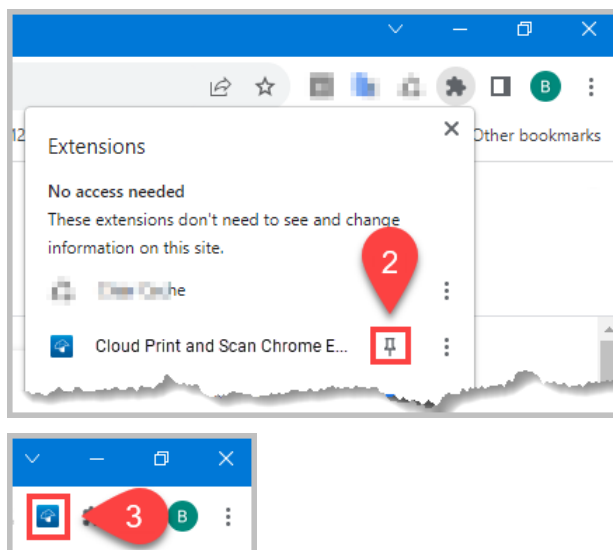 B
12
Other bookmarks
Extensions
No access needed
These extensions don't need to see and change
information on this site.
2
Cloud Print and Scan Chrome E...
3
B